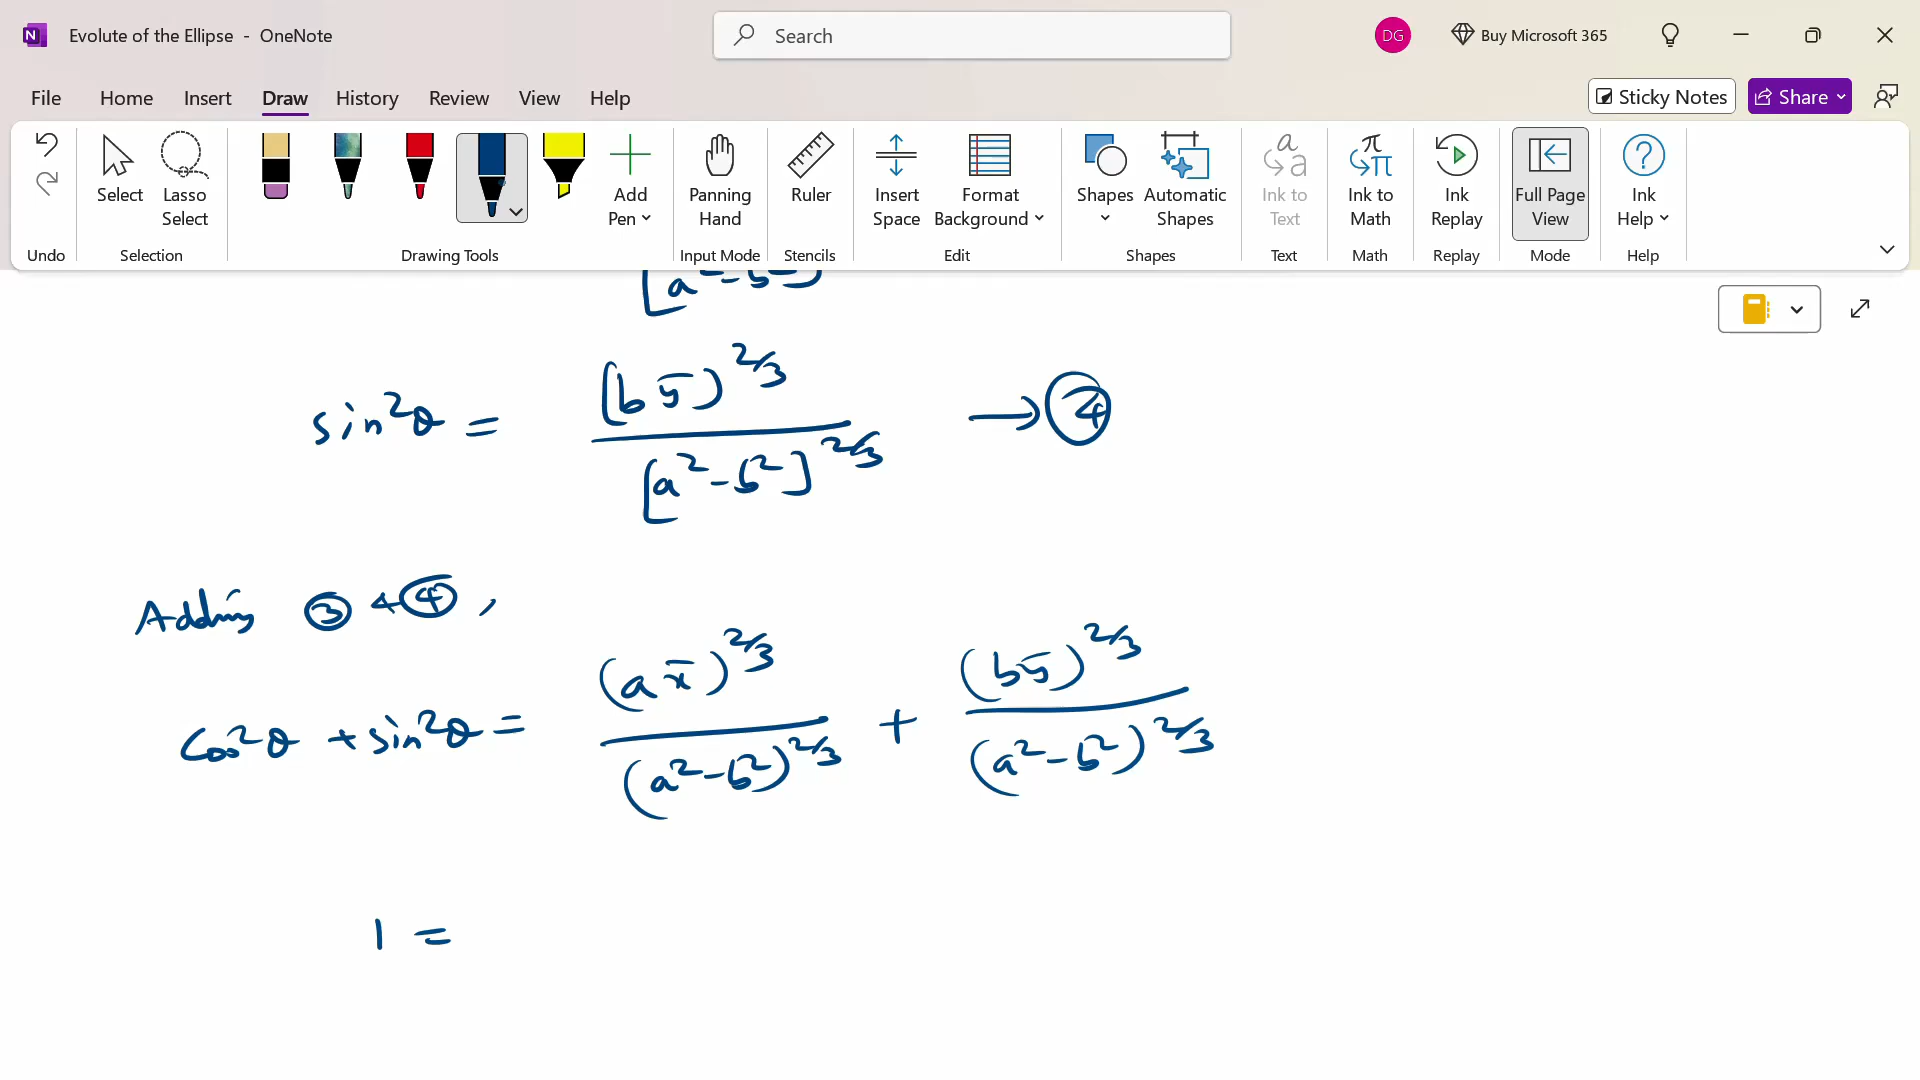 Evolute of the Ellipse - OneNote
Search
DG
Buy Microsoft 365
File Home Insert Draw History Review View Help
Sticky Notes
Share
Undo
Select
Lasso Select
Selection
Drawing Tools
Add Pen
Panning Hand
Input Mode
Ruler
Stencils
Insert Space
Format Background
Edit
Shapes
Automatic Shapes
Shapes
Ink to Text
Text
Ink to Math
Math
Ink Replay
Replay
Full Page View
Mode
Ink Help
Help
[a²-b²]
sin²θ = [bȳ)^2/3 / [a²-b²]^2/3 → ④
Adding ③ + ④,
Cos²θ + sin²θ = (a x̄)^2/3 / (a²-b²)^2/3 + (bȳ)^2/3 / (a²-b²)^2/3
1 =